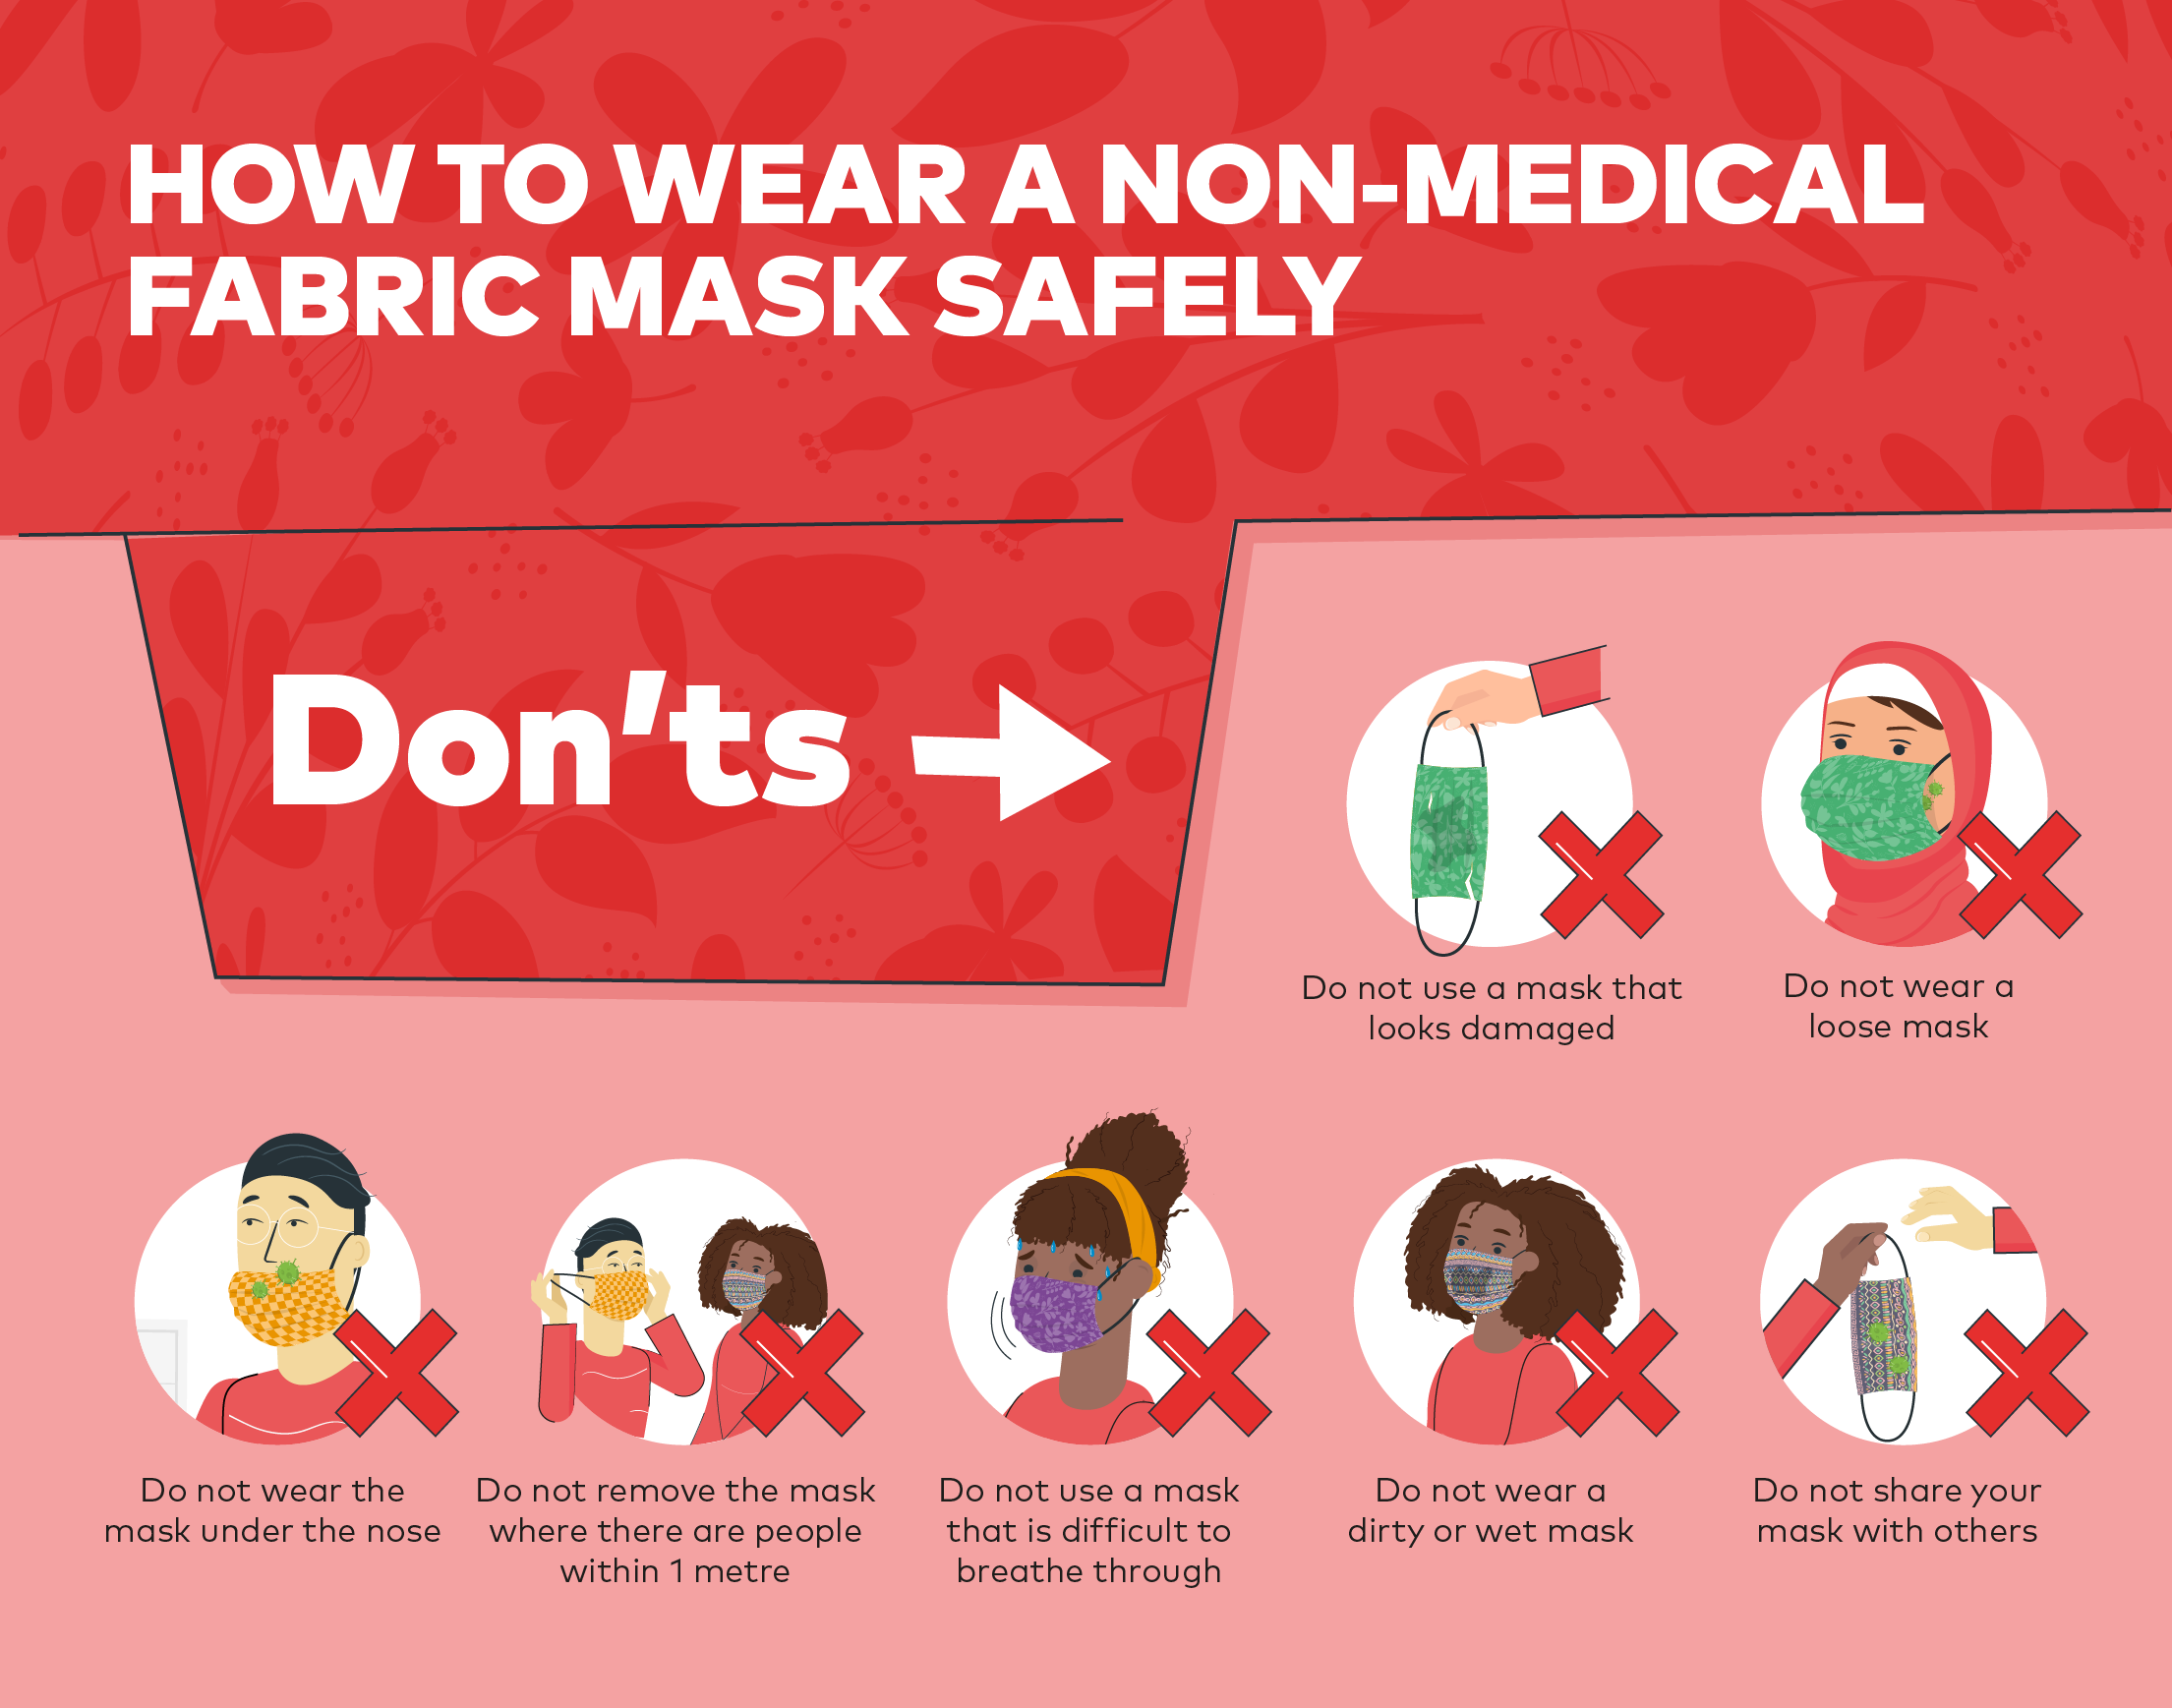 HOW TO WEAR A NON-MEDICAL
FABRIC MASK SAFELY
Don'ts
Do not use a mask that
looks damaged
Do not wear a
loose mask
Do not wear the
mask under the nose
Do not remove the mask
where there are people
within 1 metre
Do not use a mask
that is difficult to
breathe through
Do not wear a
dirty or wet mask
Do not share your
mask with others